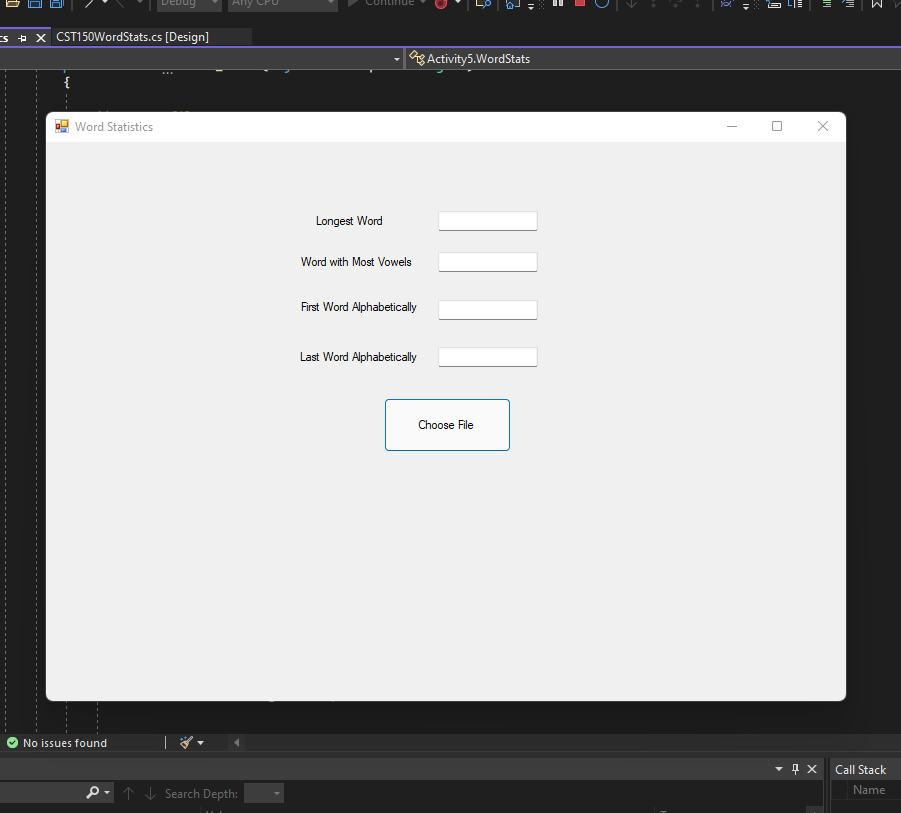 Debug Any CPU Continue
cs CST150WordStats.cs [Design]
Activity5.WordStats
{
Word Statistics
Longest Word
Word with Most Vowels
First Word Alphabetically
Last Word Alphabetically
Choose File
No issues found
Call Stack
Search Depth:
Name